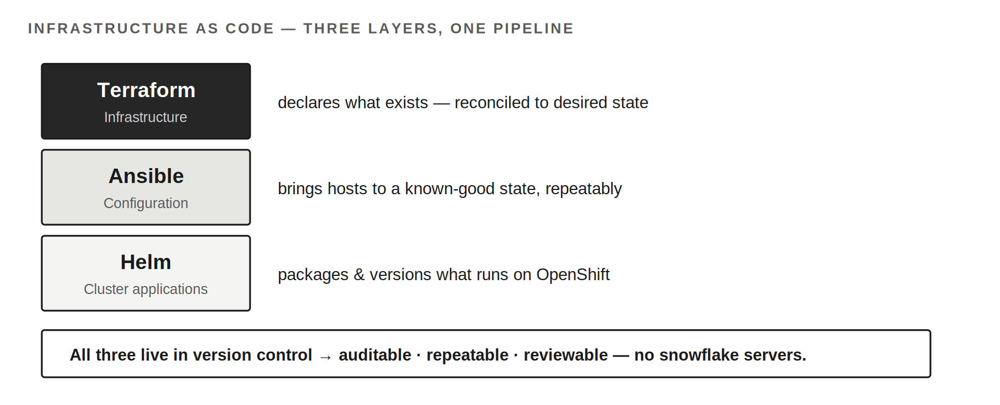 INFRASTRUCTURE AS CODE — THREE LAYERS, ONE PIPELINE
Terraform
Infrastructure
declares what exists — reconciled to desired state
Ansible
Configuration
brings hosts to a known-good state, repeatably
Helm
Cluster applications
packages & versions what runs on OpenShift
All three live in version control → auditable · repeatable · reviewable — no snowflake servers.